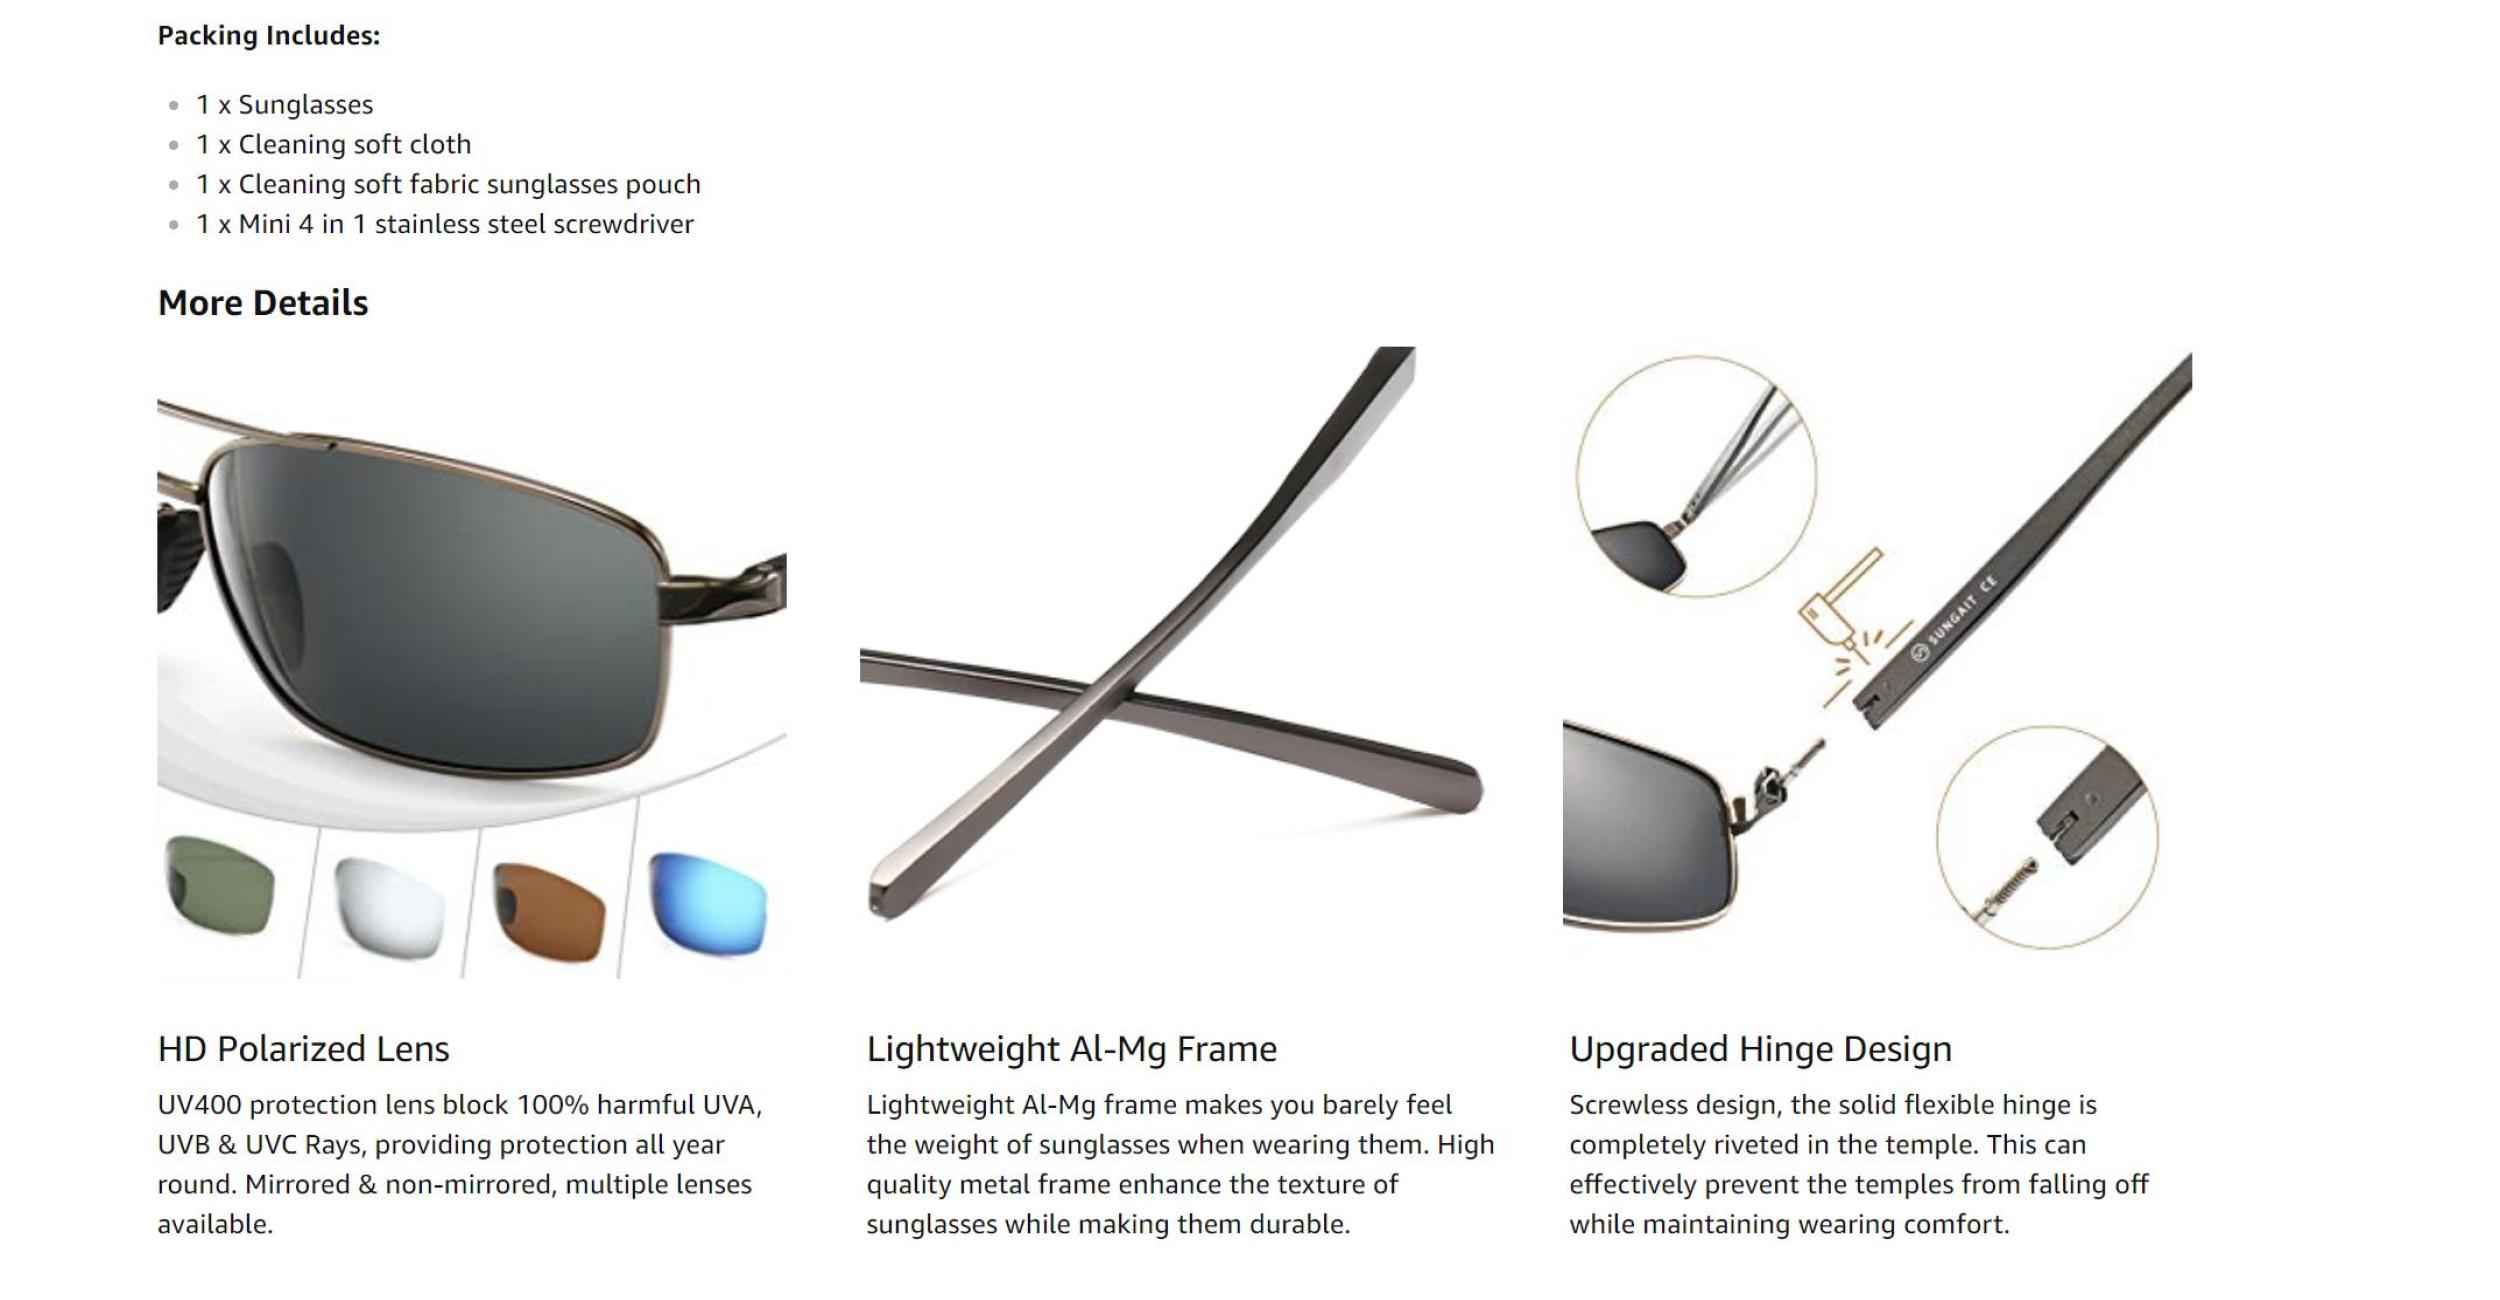 Packing Includes:
1 x Sunglasses
1 x Cleaning soft cloth
1 x Cleaning soft fabric sunglasses pouch
1 x Mini 4 in 1 stainless steel screwdriver
More Details
SUNGAIT CE
HD Polarized Lens
UV400 protection lens block 100% harmful UVA,
UVB & UVC Rays, providing protection all year
round. Mirrored & non-mirrored, multiple lenses
available.
Lightweight Al-Mg Frame
Lightweight Al-Mg frame makes you barely feel
the weight of sunglasses when wearing them. High
quality metal frame enhance the texture of
sunglasses while making them durable.
Upgraded Hinge Design
Screwless design, the solid flexible hinge is
completely riveted in the temple. This can
effectively prevent the temples from falling off
while maintaining wearing comfort.